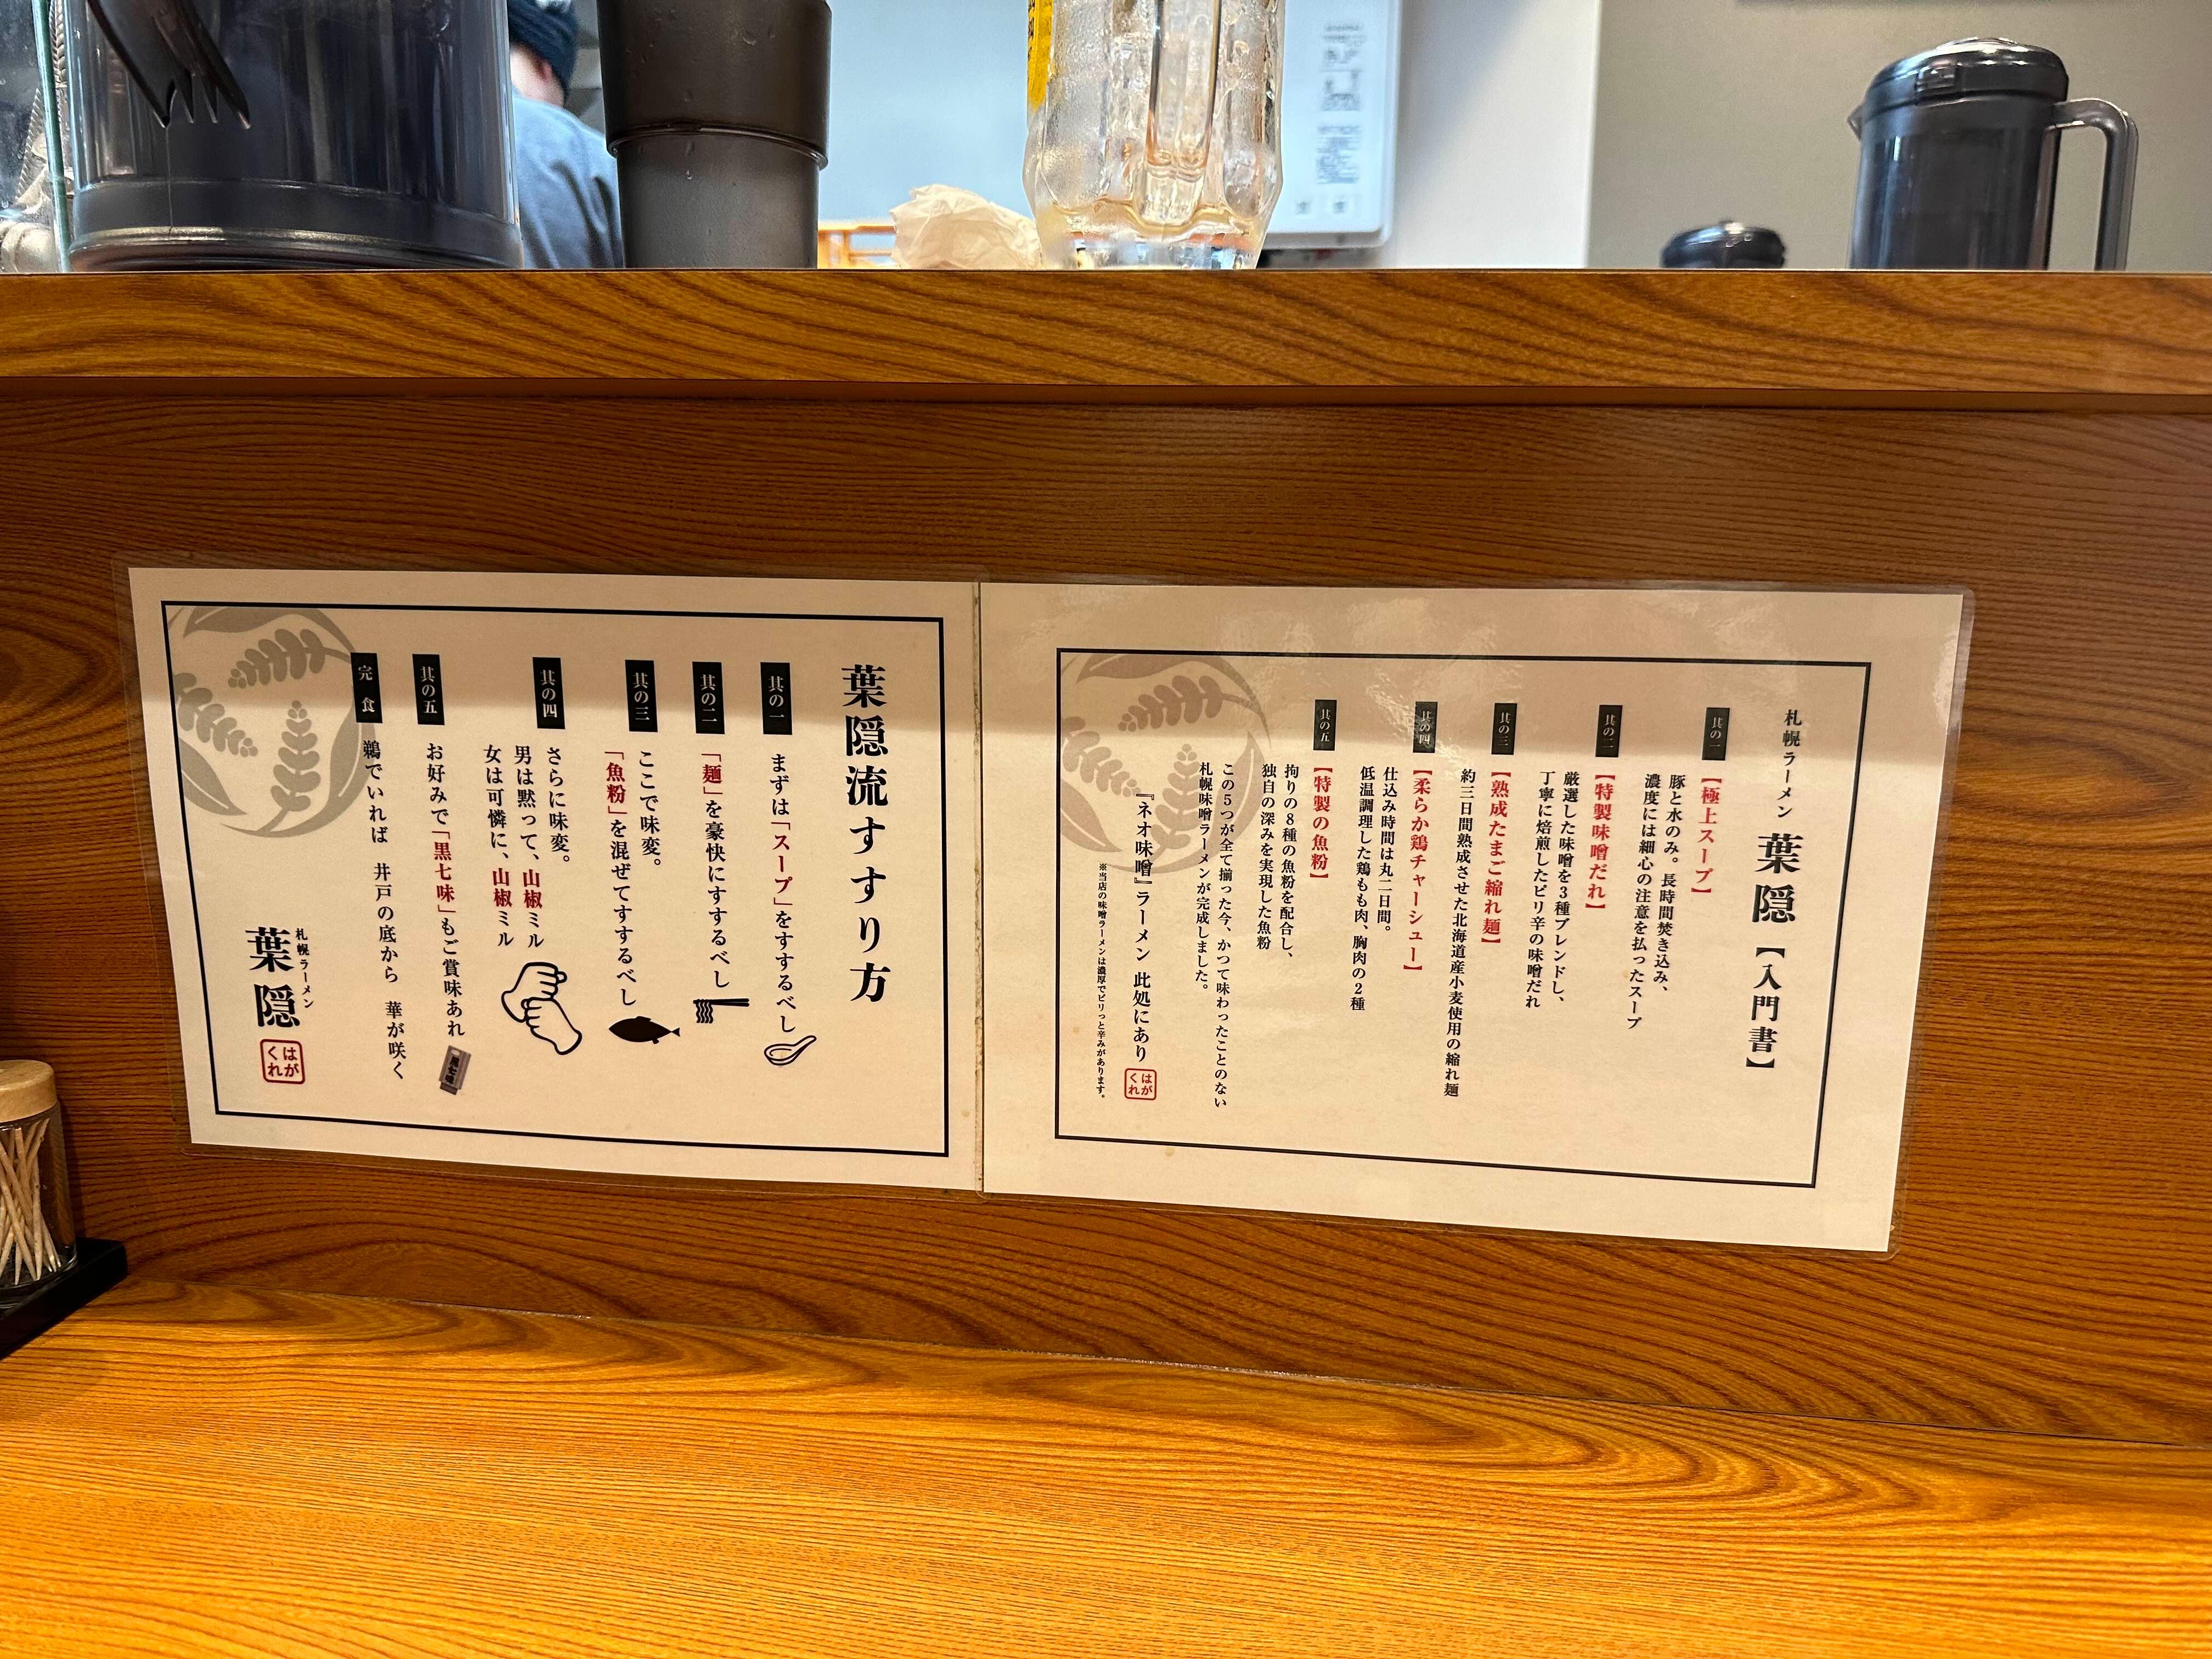 札幌ラーメン 葉隠【入門書】
其の一
【極上スープ】
豚と水のみ。長時間焚き込み、
濃度には細心の注意を払ったスープ
其の二
【特製味噌だれ】
厳選した味噌を3種ブレンドし、
丁寧に焙煎したピリ辛の味噌だれ
其の三
【熟成たまご縮れ麺】
約三日間熟成させた北海道産小麦使用の縮れ麺
其の四
【柔らか鶏チャーシュー】
仕込み時間は丸二日間。
低温調理した鶏もも肉、胸肉の2種
其の五
【特製の魚粉】
拘りの8種の魚粉を配合し、
独自の深みを実現した魚粉
この5つが全て揃った今、かつて味わったことのない
札幌味噌ラーメンが完成しました。
『ネオ味噌』ラーメン 此処にあり
はが
くれ
※当店の味噌ラーメンは濃厚でピリっと辛みがあります。
葉隠流すすり方
其の一
まずは「スープ」をすするべし
其の二
「麺」を豪快にすするべし
其の三
ここで味変。
「魚粉」を混ぜてすするべし
其の四
さらに味変。
男は黙って、山椒ミル
女は可憐に、山椒ミル
其の五
お好みで「黒七味」もご賞味あれ
黒七味
完食
鵜でいれば 井戸の底から 華が咲く
札幌ラーメン
葉隠
はが
くれ